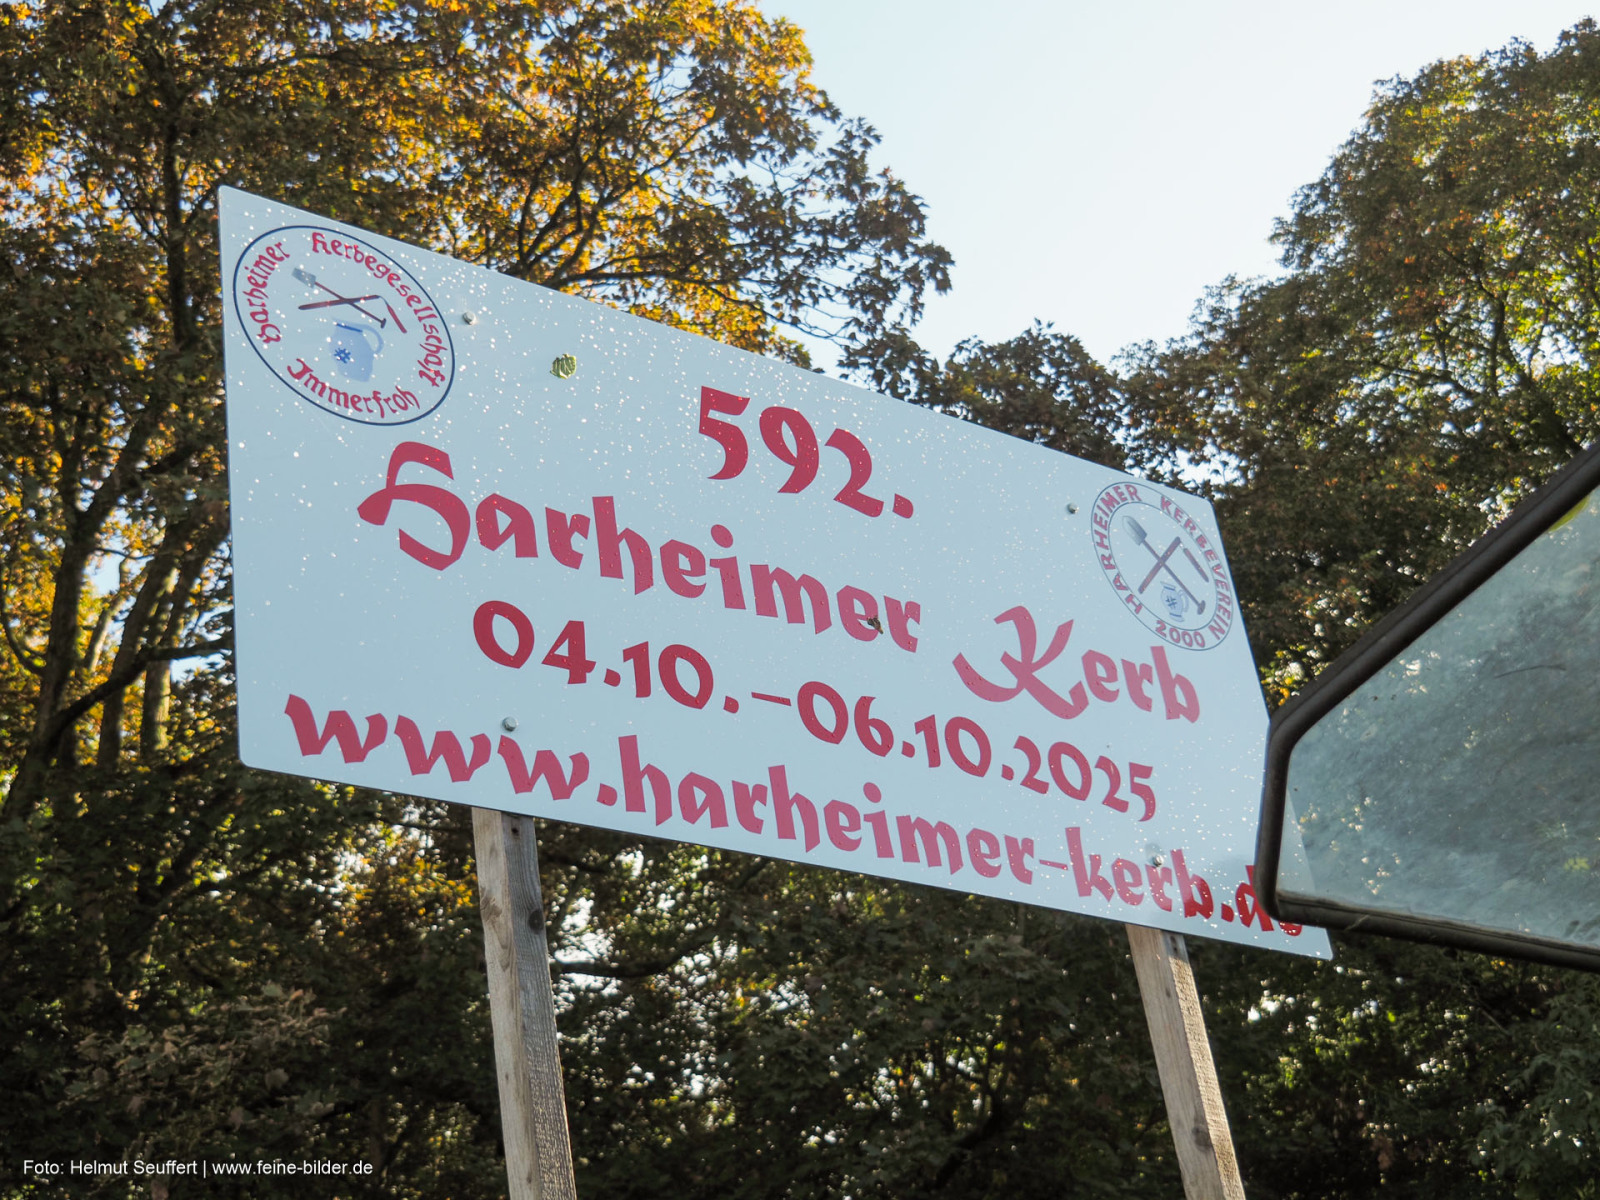 Harheimer Kerbegesellschaft
Immerfroh
592.
Harheimer Kerb
HARHEIMER KERBEVEREIN
2000
04.10.-06.10.2025
www.harheimer-kerb.de
Foto: Helmut Seuffert | www.feine-bilder.de